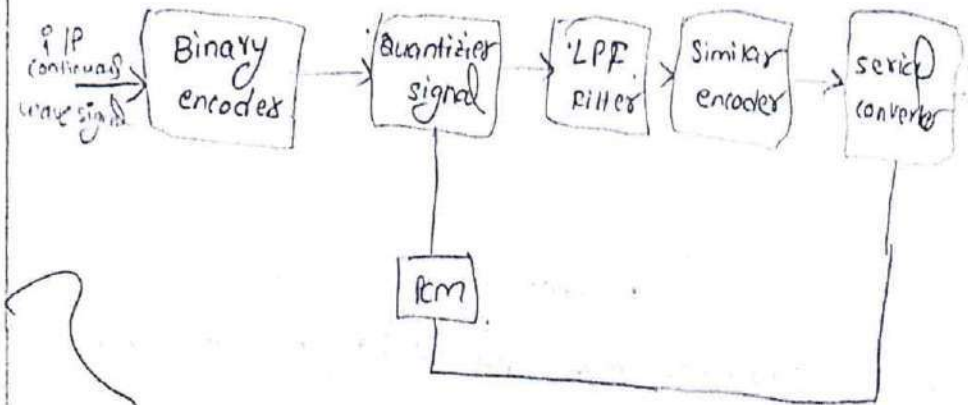 i/P
continuous
wave signal
Binary
encoder
Quantizier
signal
LPF
Filter
Similar
encoder
serial
converter
PCM